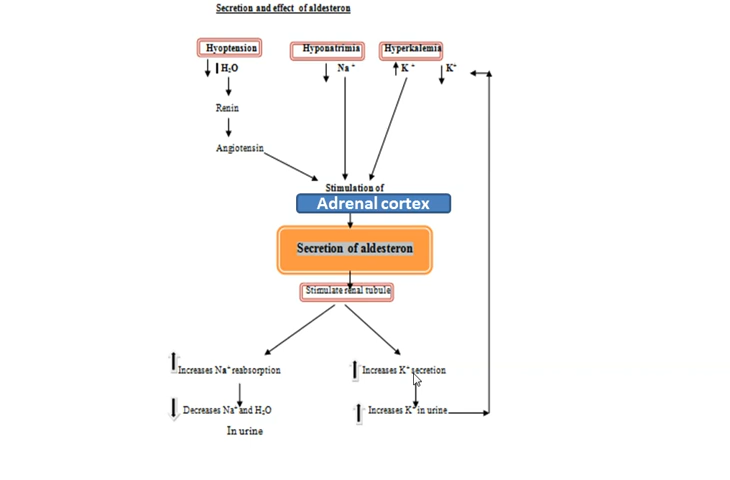 Secretion and effect of aldesteron
Hyoptension Hyponatrimia Hyperkalemia
H₂O Na⁺ K⁺ K⁺
Renin
Angiotensin
Stimulation of
Adrenal cortex
Secretion of aldesteron
Stimulate renal tubule
Increases Na⁺ reabsorption Increases K⁺ secretion
Decreases Na⁺ and H₂O Increases K⁺ in urine
In urine